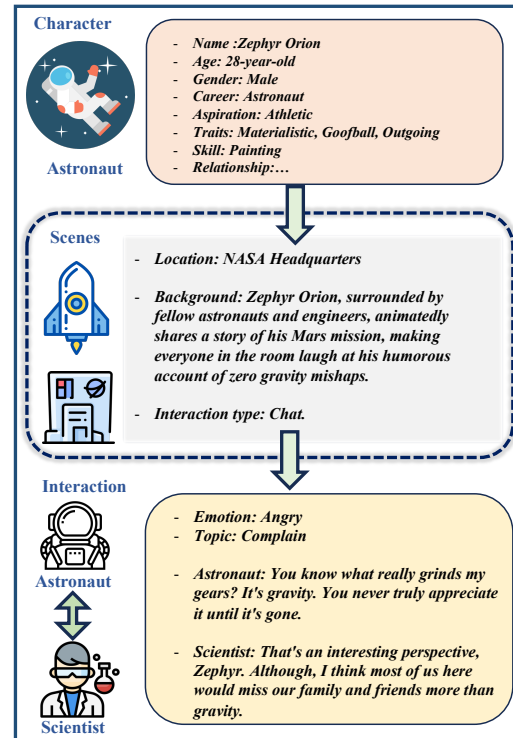 Character
- Name :Zephyr Orion
- Age: 28-year-old
- Gender: Male
- Career: Astronaut
- Aspiration: Athletic
- Traits: Materialistic, Goofball, Outgoing
- Skill: Painting
- Relationship:…
Astronaut
Scenes
- Location: NASA Headquarters
- Background: Zephyr Orion, surrounded by
fellow astronauts and engineers, animatedly
shares a story of his Mars mission, making
everyone in the room laugh at his humorous
account of zero gravity mishaps.
- Interaction type: Chat.
Interaction
Astronaut
Scientist
- Emotion: Angry
- Topic: Complain
- Astronaut: You know what really grinds my
gears? It's gravity. You never truly appreciate
it until it's gone.
- Scientist: That's an interesting perspective,
Zephyr. Although, I think most of us here
would miss our family and friends more than
gravity.